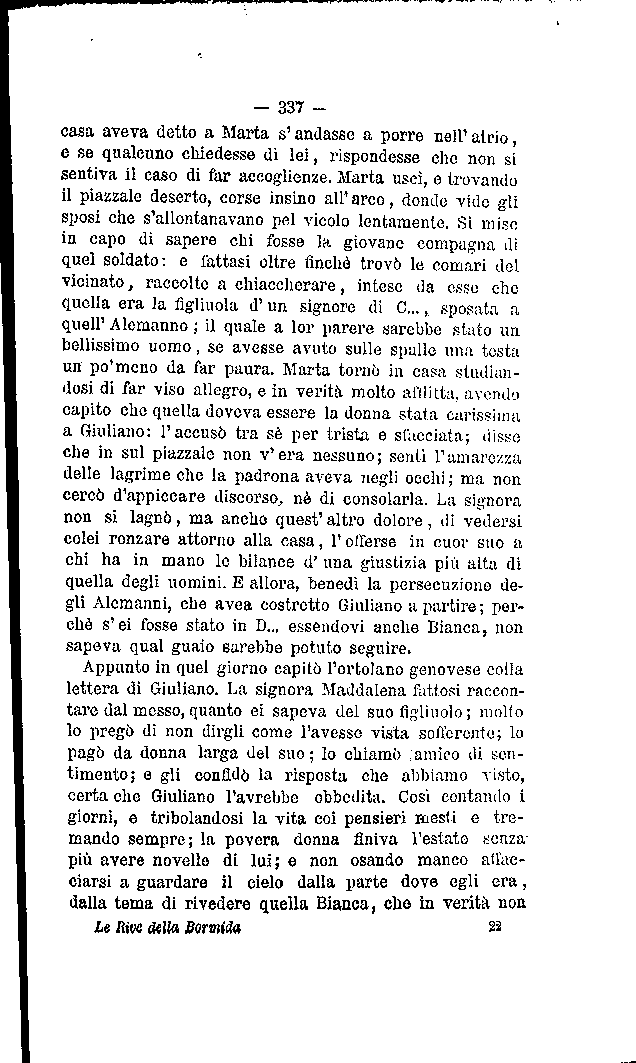 — 337 —
casa aveva detto a Marta s'andasse a porre nell'atrio,
e se qualcuno chiedesse di lei, rispondesse che non si
sentiva il caso di far accoglienze. Marta uscì, e trovando
il piazzale deserto, corse insino all'arco, donde vide gli
sposi che s'allontanavano pel vicolo lentamente. Si mise
in capo di sapere chi fosse la giovane compagna di
quel soldato: e fattasi oltre finchè trovò le comari del
vicinato, raccolte a chiaccherare, intese da esse che
quella era la figliuola d'un signore di C..., sposata a
quell'Alemanno; il quale a lor parere sarebbe stato un
bellissimo uomo, se avesse avuto sulle spalle una testa
un po'meno da far paura. Marta tornò in casa studian-
dosi di far viso allegro, e in verità molto afflitta, avendo
capito che quella doveva essere la donna stata carissima
a Giuliano: l'accusò tra sè per trista e sfacciata; disse
che in sul piazzale non v'era nessuno; sentì l'amarezza
delle lagrime che la padrona aveva negli occhi; ma non
cercò d'appiccare discorso, nè di consolarla. La signora
non si lagnò, ma anche quest'altro dolore, di vedersi
colei ronzare attorno alla casa, l'offerse in cuor suo a
chi ha in mano le bilance d'una giustizia più alta di
quella degli uomini. E allora, benedì la persecuzione de-
gli Alemanni, che avea costretto Giuliano a partire; per-
chè s'ei fosse stato in D... essendovi anche Bianca, non
sapeva qual guaio sarebbe potuto seguire.
Appunto in quel giorno capitò l'ortolano genovese colla
lettera di Giuliano. La signora Maddalena fattosi raccon-
tare dal messo, quanto ei sapeva del suo figliuolo; molto
lo pregò di non dirgli come l'avesse vista sofferente; lo
pagò da donna larga del suo; lo chiamò amico di sen-
timento; e gli confidò la risposta che abbiamo visto,
certa che Giuliano l'avrebbe obbedita. Così contando i
giorni, e tribolandosi la vita coi pensieri mesti e tre-
mando sempre; la povera donna finiva l'estate senza
più avere novelle di lui; e non osando manco affac-
ciarsi a guardare il cielo dalla parte dove egli era,
dalla tema di rivedere quella Bianca, che in verità non
Le Rive della Bormida 22